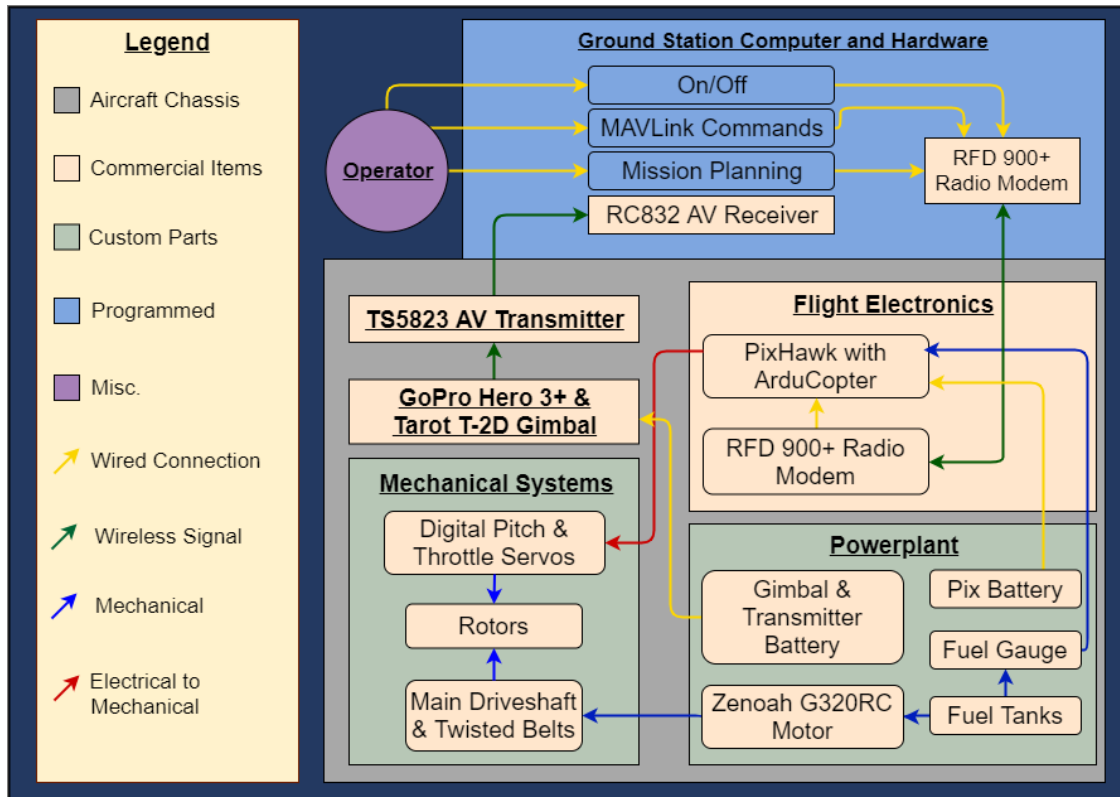 Legend
Aircraft Chassis
Commercial Items
Custom Parts
Programmed
Misc.
Wired Connection
Wireless Signal
Mechanical
Electrical to
Mechanical
Ground Station Computer and Hardware
On/Off
MAVLink Commands
Mission Planning
RC832 AV Receiver
Operator
RFD 900+
Radio Modem
TS5823 AV Transmitter
GoPro Hero 3+ &
Tarot T-2D Gimbal
Flight Electronics
PixHawk with
ArduCopter
RFD 900+ Radio
Modem
Mechanical Systems
Digital Pitch &
Throttle Servos
Rotors
Main Driveshaft
& Twisted Belts
Powerplant
Gimbal &
Transmitter
Battery
Pix Battery
Fuel Gauge
Zenoah G320RC
Motor
Fuel Tanks